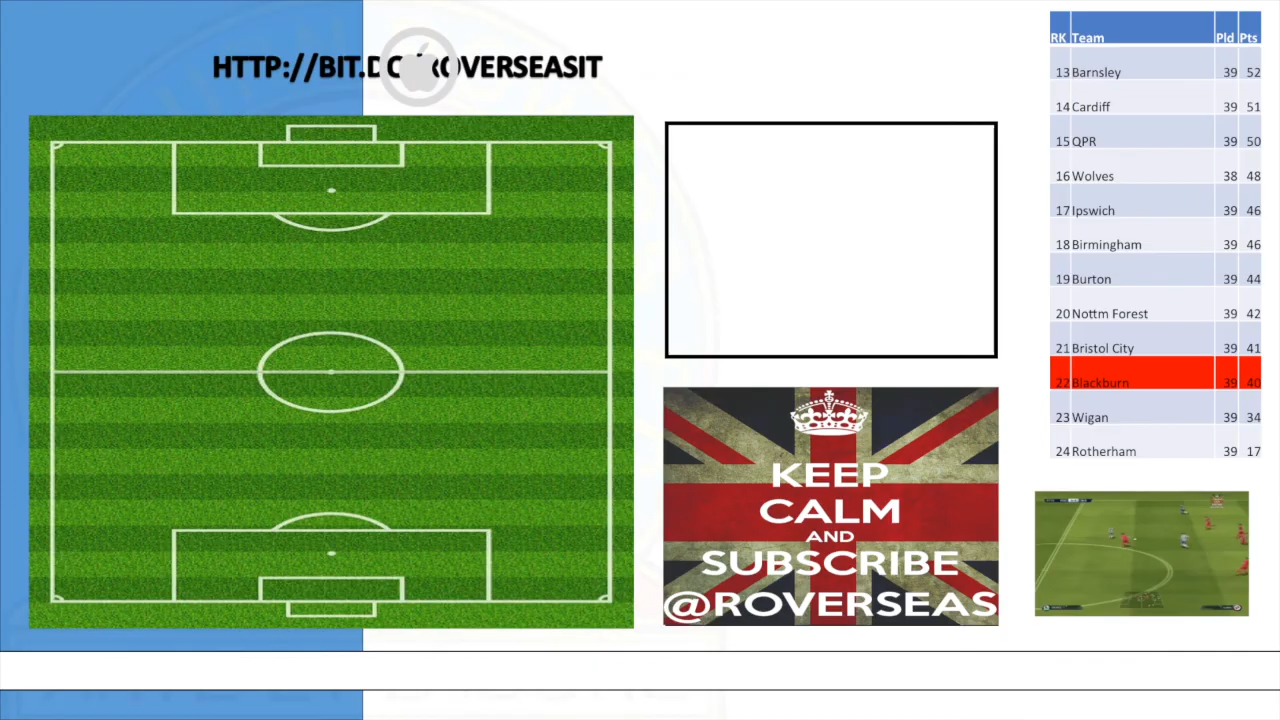 HTTP://BIT.DO/ROVERSEASIT
RK Team Pld Pts
13 Barnsley 39 52
14 Cardiff 39 51
15 QPR 39 50
16 Wolves 38 48
17 Ipswich 39 46
18 Birmingham 39 46
19 Burton 39 44
20 Nottm Forest 39 42
21 Bristol City 39 41
22 Blackburn 39 40
23 Wigan 39 34
24 Rotherham 39 17
KEEP
CALM
AND
SUBSCRIBE
@ROVERSEAS